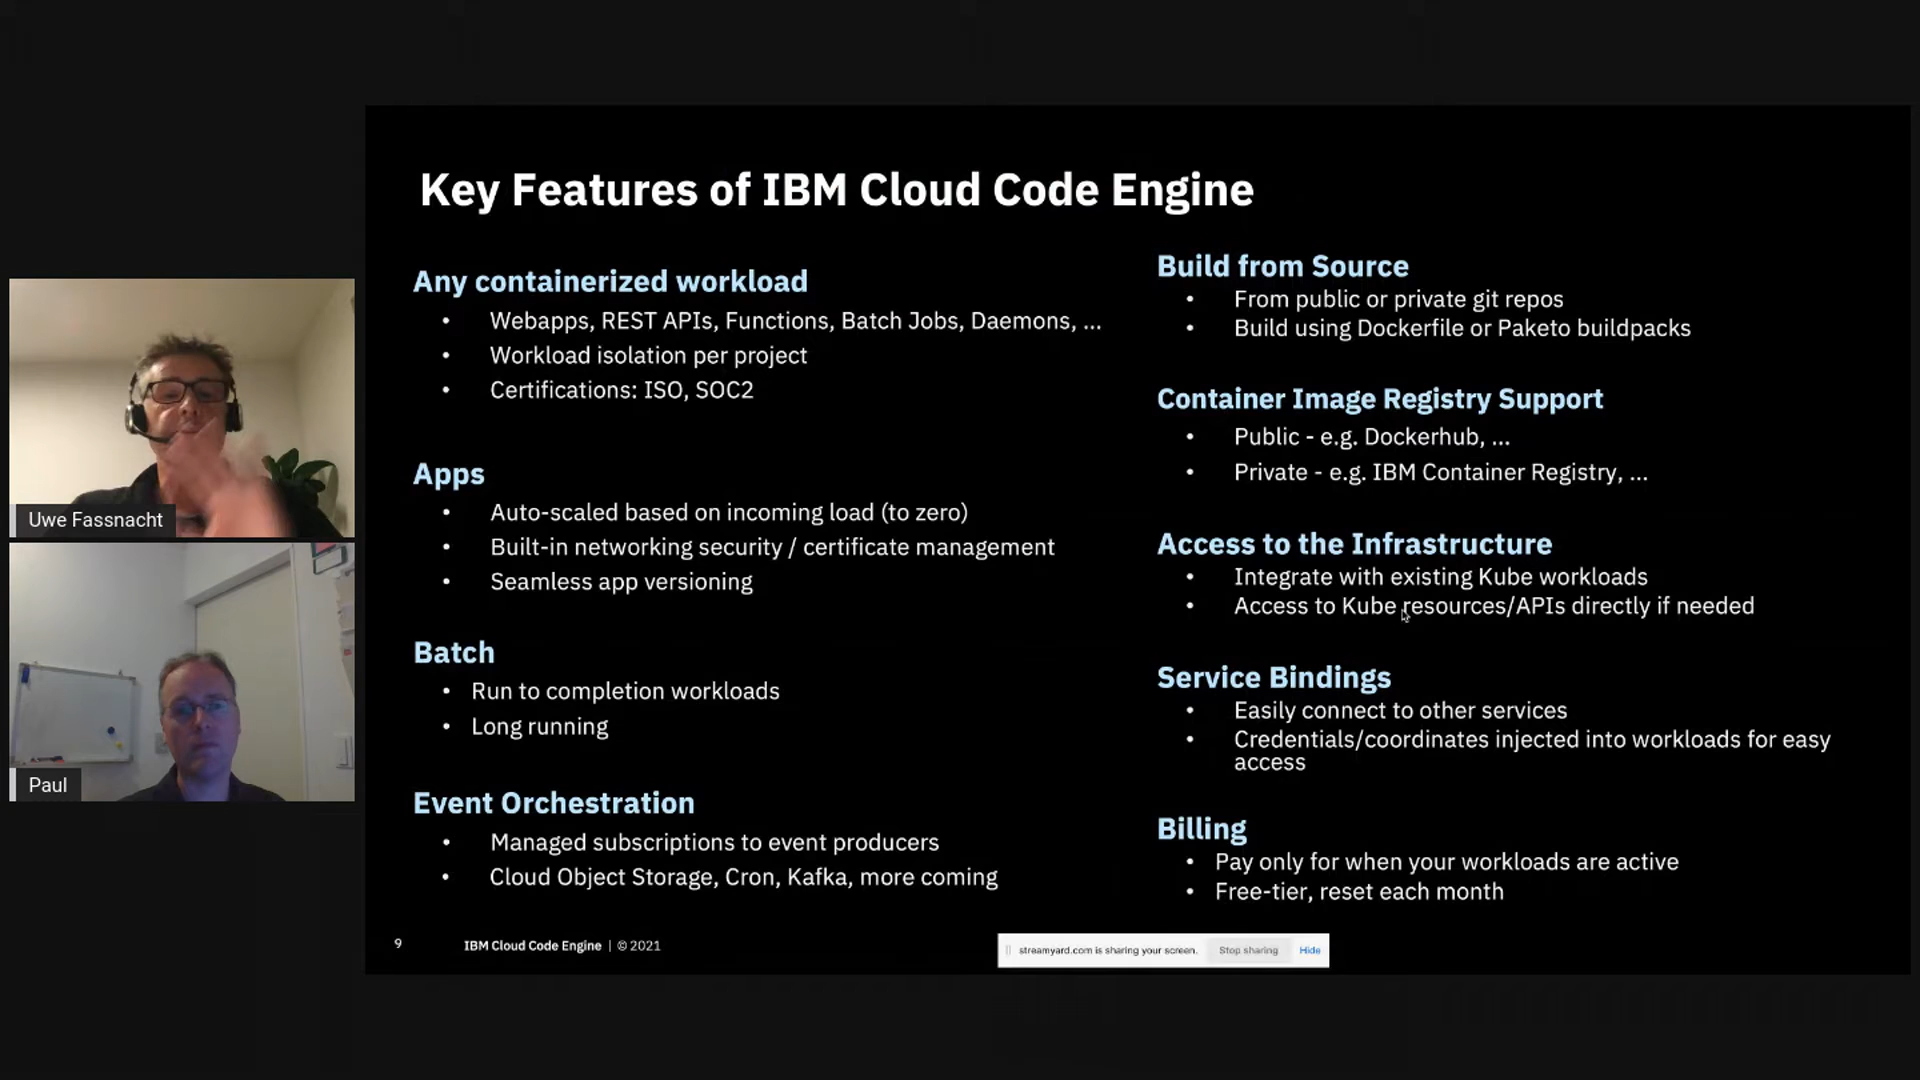 Key Features of IBM Cloud Code Engine
Any containerized workload
• Webapps, REST APIs, Functions, Batch Jobs, Daemons, ...
• Workload isolation per project
• Certifications: ISO, SOC2
Apps
• Auto-scaled based on incoming load (to zero)
• Built-in networking security / certificate management
• Seamless app versioning
Batch
• Run to completion workloads
• Long running
Event Orchestration
• Managed subscriptions to event producers
• Cloud Object Storage, Cron, Kafka, more coming
Build from Source
• From public or private git repos
• Build using Dockerfile or Paketo buildpacks
Container Image Registry Support
• Public - e.g. Dockerhub, ...
• Private - e.g. IBM Container Registry, ...
Access to the Infrastructure
• Integrate with existing Kube workloads
• Access to Kube resources/APIs directly if needed
Service Bindings
• Easily connect to other services
• Credentials/coordinates injected into workloads for easy
access
Billing
• Pay only for when your workloads are active
• Free-tier, reset each month
9 IBM Cloud Code Engine | © 2021
streamyard.com is sharing your screen. Stop sharing Hide
Uwe Fassnacht
Paul